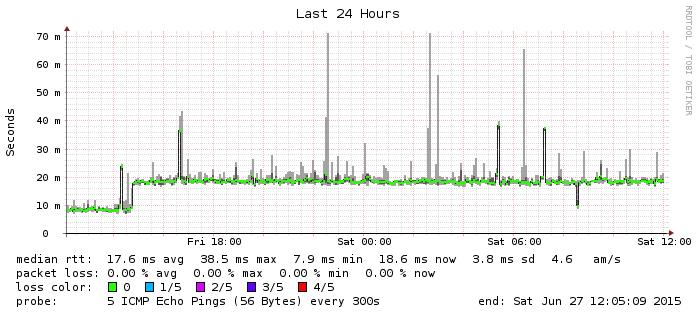 Last 24 Hours
RRDTOOL / TOBI OETIKER
Seconds
70 m
60 m
50 m
40 m
30 m
20 m
10 m
0
Fri 18:00 Sat 00:00 Sat 06:00 Sat 12:00
median rtt: 17.6 ms avg 38.5 ms max 7.9 ms min 18.6 ms now 3.8 ms sd 4.6 am/s
packet loss: 0.00 % avg 0.00 % max 0.00 % min 0.00 % now
loss color: 0 1/5 2/5 3/5 4/5
probe: 5 ICMP Echo Pings (56 Bytes) every 300s end: Sat Jun 27 12:05:09 2015